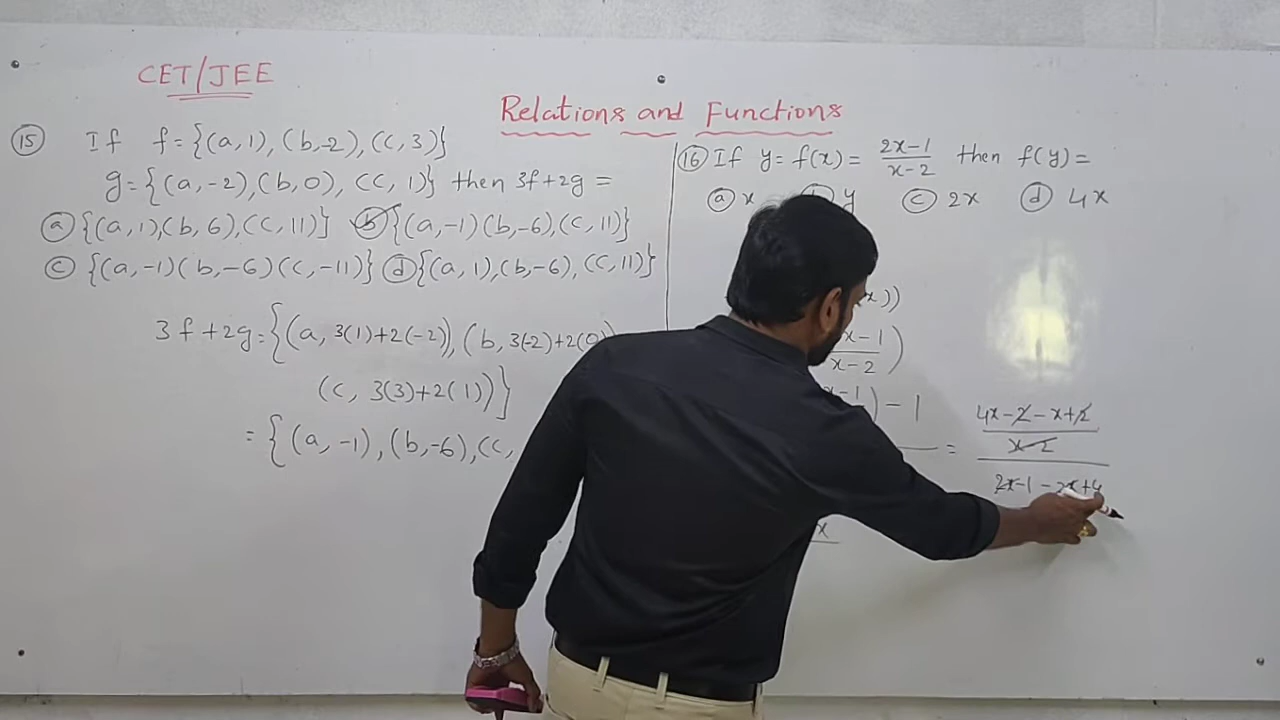 CET/JEE
Relations and Functions
15 If f={(a,1),(b,-2),(c,3)}
g={(a,-2),(b,0),(c,1)} then 3f+2g=
a {(a,1),(b,6),(c,11)} b {(a,-1)(b,-6),(c,11)}
c {(a,-1)(b,-6)(c,-11)} d {(a,1),(b,-6),(c,11)}
3f+2g={(a,3(1)+2(-2)),(b,3(-2)+2(0)
(c,3(3)+2(1))}
={(a,-1),(b,-6),(c,
16 If y=f(x)= 2x-1/x-2 then f(y)=
a x b y c 2x d 4x
x))
x-1
x-2 )
x-1
) - 1
= 4x-2-x+2
x-2
2x-1-2x+4
x